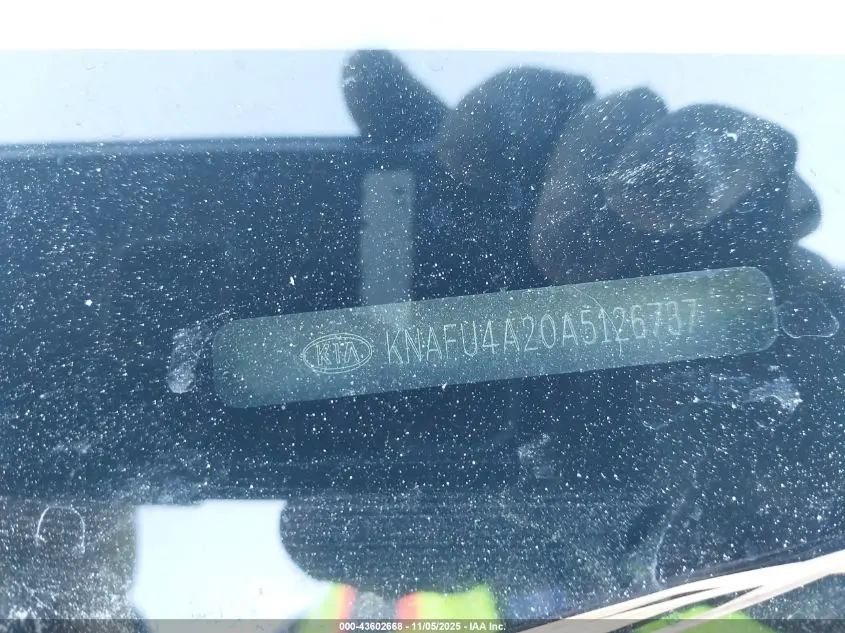 KIA KNAFU4A20A5126737
000-43602668 - 11/05/2025 - IAA Inc.